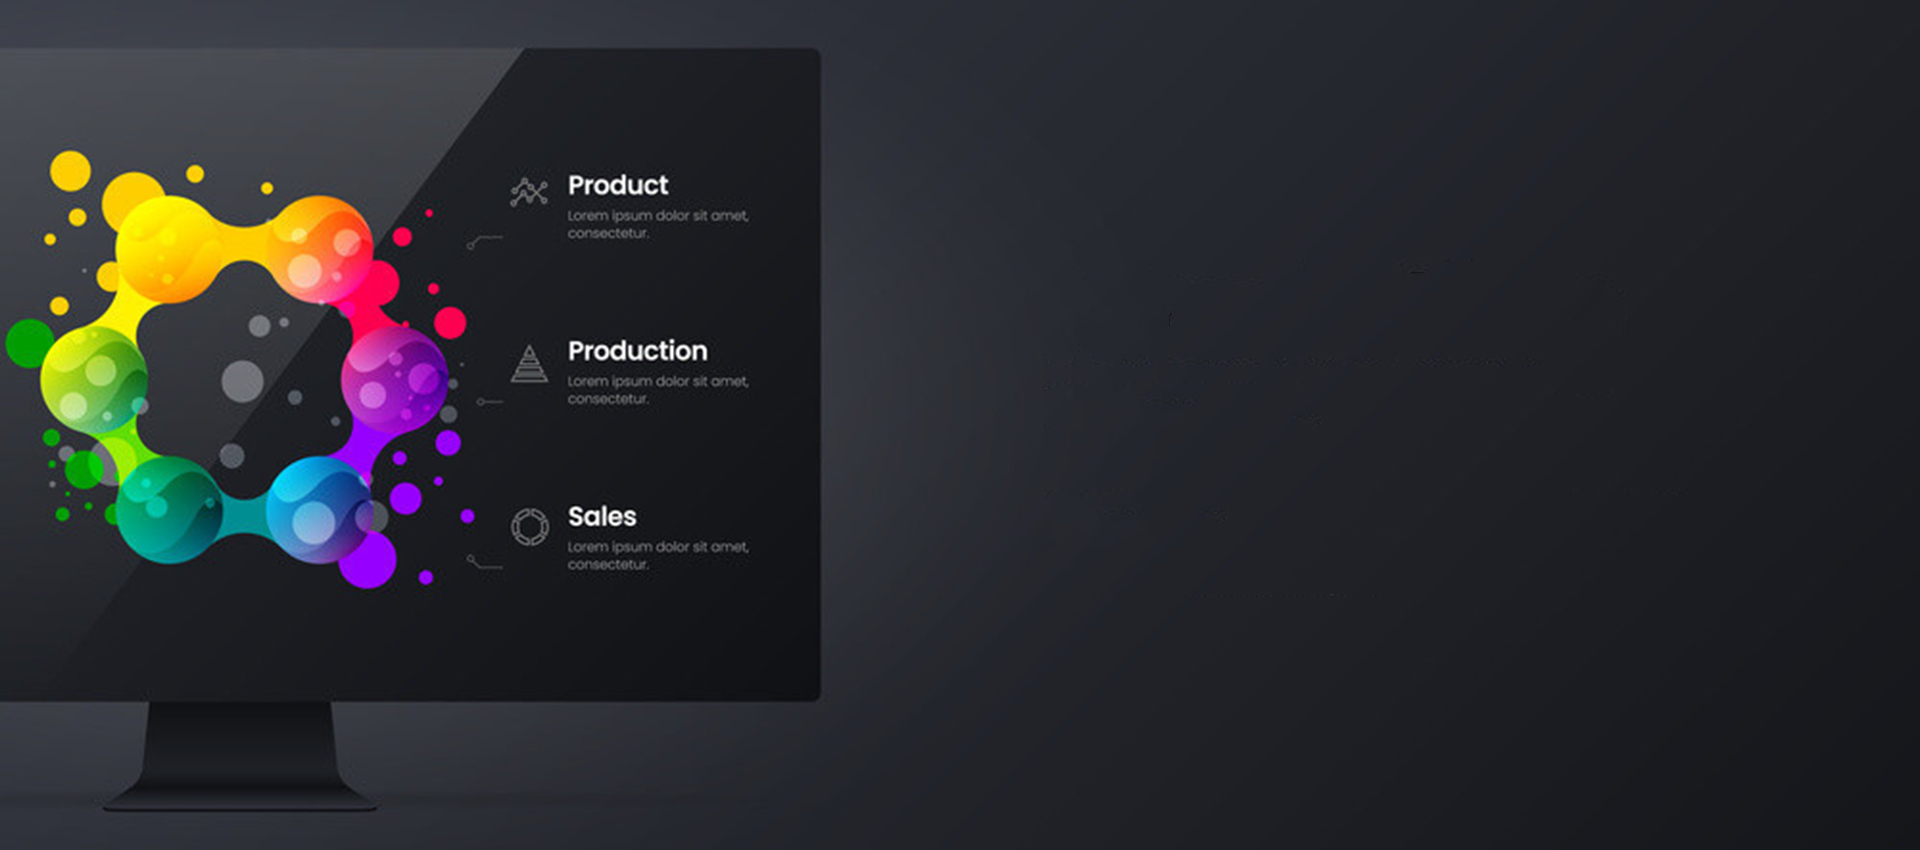 Product
Lorem ipsum dolor sit amet,
consectetur.
Production
Lorem ipsum dolor sit amet,
consectetur.
Sales
Lorem ipsum dolor sit amet,
consectetur.